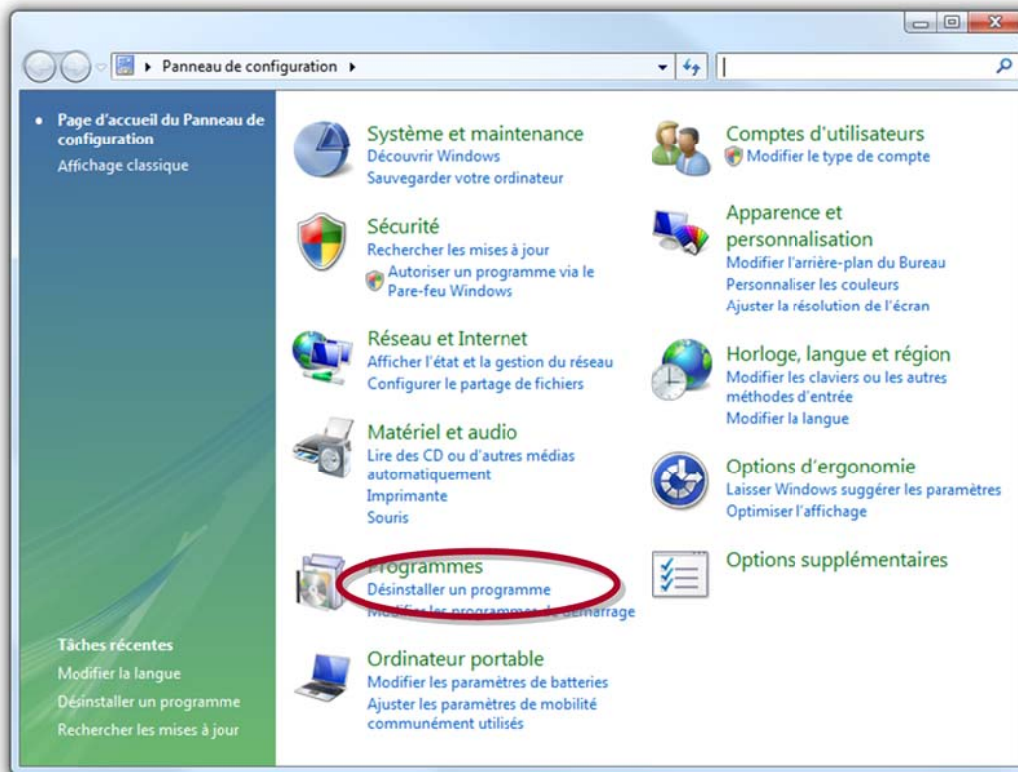 Panneau de configuration
Page d'accueil du Panneau de
configuration
Affichage classique
Système et maintenance
Découvrir Windows
Sauvegarder votre ordinateur
Sécurité
Rechercher les mises à jour
Autoriser un programme via le
Pare-feu Windows
Réseau et Internet
Afficher l'état et la gestion du réseau
Configurer le partage de fichiers
Matériel et audio
Lire des CD ou d'autres médias
automatiquement
Imprimante
Souris
Programmes
Désinstaller un programme
Modifier les programmes de démarrage
Ordinateur portable
Modifier les paramètres de batteries
Ajuster les paramètres de mobilité
communément utilisés
Comptes d'utilisateurs
Modifier le type de compte
Apparence et
personnalisation
Modifier l'arrière-plan du Bureau
Personnaliser les couleurs
Ajuster la résolution de l'écran
Horloge, langue et région
Modifier les claviers ou les autres
méthodes d'entrée
Modifier la langue
Options d'ergonomie
Laisser Windows suggérer les paramètres
Optimiser l'affichage
Options supplémentaires
Tâches récentes
Modifier la langue
Désinstaller un programme
Rechercher les mises à jour